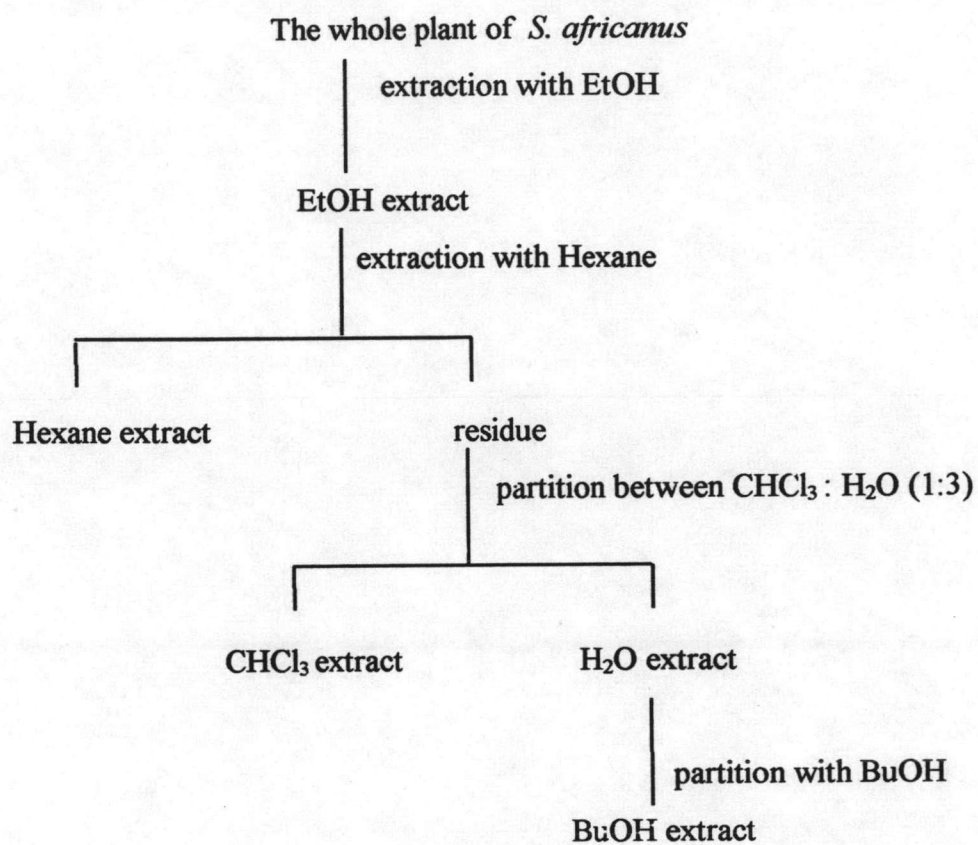 The whole plant of S. africanus
extraction with EtOH
EtOH extract
extraction with Hexane
Hexane extract
residue
partition between CHCl₃ : H₂O (1:3)
CHCl₃ extract
H₂O extract
partition with BuOH
BuOH extract